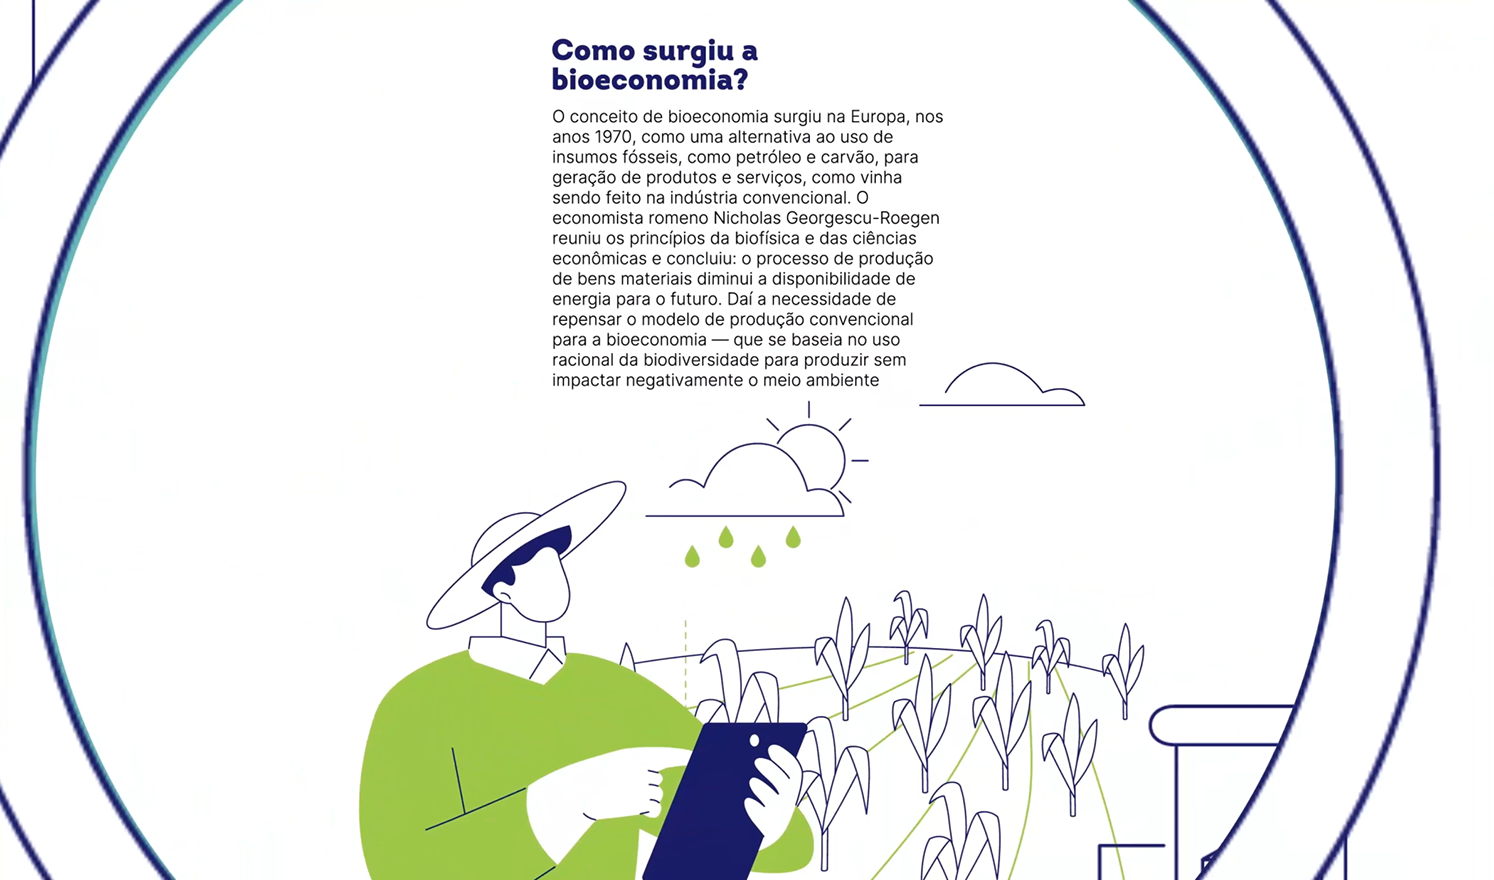 Como surgiu a
bioeconomia?
O conceito de bioeconomia surgiu na Europa, nos
anos 1970, como uma alternativa ao uso de
insumos fósseis, como petróleo e carvão, para
geração de produtos e serviços, como vinha
sendo feito na indústria convencional. O
economista romeno Nicholas Georgescu-Roegen
reuniu os princípios da biofísica e das ciências
econômicas e concluiu: o processo de produção
de bens materiais diminui a disponibilidade de
energia para o futuro. Daí a necessidade de
repensar o modelo de produção convencional
para a bioeconomia — que se baseia no uso
racional da biodiversidade para produzir sem
impactar negativamente o meio ambiente